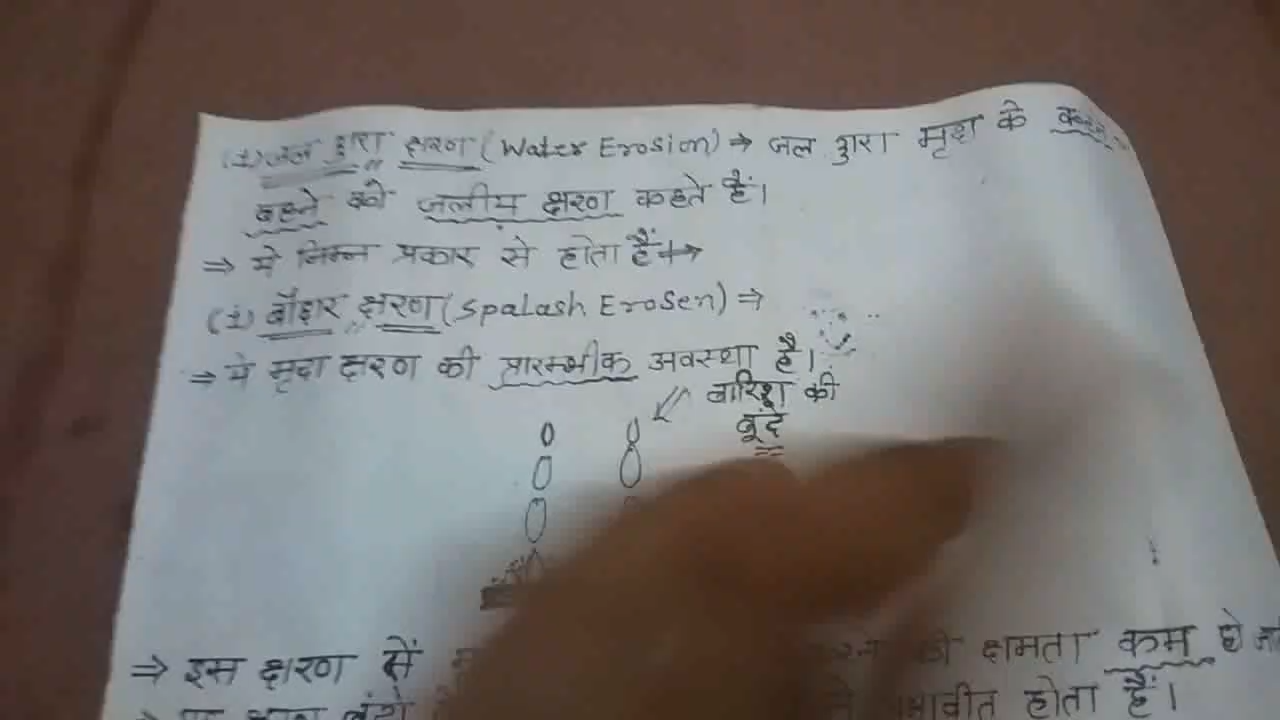 (1) जल द्वारा क्षरण (Water Erosion) ⇒ जल द्वारा मृदा के
बहने को जलीय क्षरण कहते हैं।
⇒ ये निम्न प्रकार से होता हैं →
(1) बौछार क्षरण (Spalash Erosen) ⇒
⇒ ये मृदा क्षरण की प्रारम्भीक अवस्था है।
बारिश की
बूंदे
⇒ इस क्षरण में की क्षमता कम हो
होता हैं।